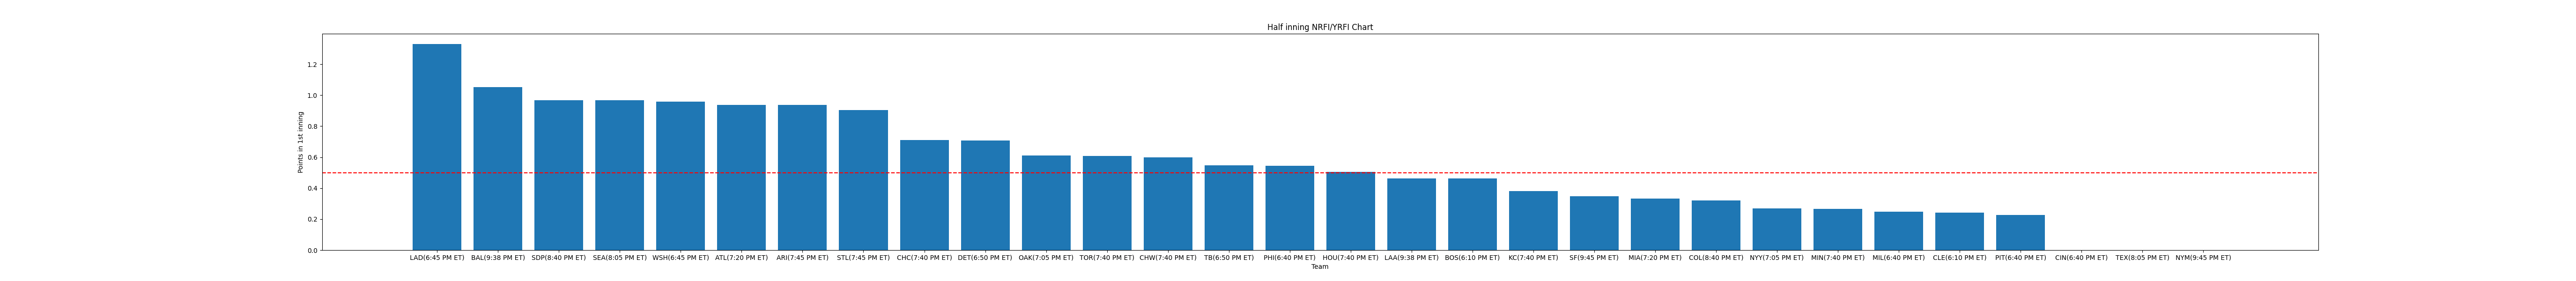 Half inning NRFI/YRFI Chart
Points in 1st inning
1.2
1.0
0.8
0.6
0.4
0.2
0.0
LAD(6:45 PM ET) BAL(9:38 PM ET) SDP(8:40 PM ET) SEA(8:05 PM ET) WSH(6:45 PM ET) ATL(7:20 PM ET) ARI(7:45 PM ET) STL(7:45 PM ET) CHC(7:40 PM ET) DET(6:50 PM ET) OAK(7:05 PM ET) TOR(7:40 PM ET) CHW(7:40 PM ET) TB(6:50 PM ET) PHI(6:40 PM ET) HOU(7:40 PM ET) LAA(9:38 PM ET) BOS(6:10 PM ET) KC(7:40 PM ET) SF(9:45 PM ET) MIA(7:20 PM ET) COL(8:40 PM ET) NYY(7:05 PM ET) MIN(7:40 PM ET) MIL(6:40 PM ET) CLE(6:10 PM ET) PIT(6:40 PM ET) CIN(6:40 PM ET) TEX(8:05 PM ET) NYM(9:45 PM ET)
Team